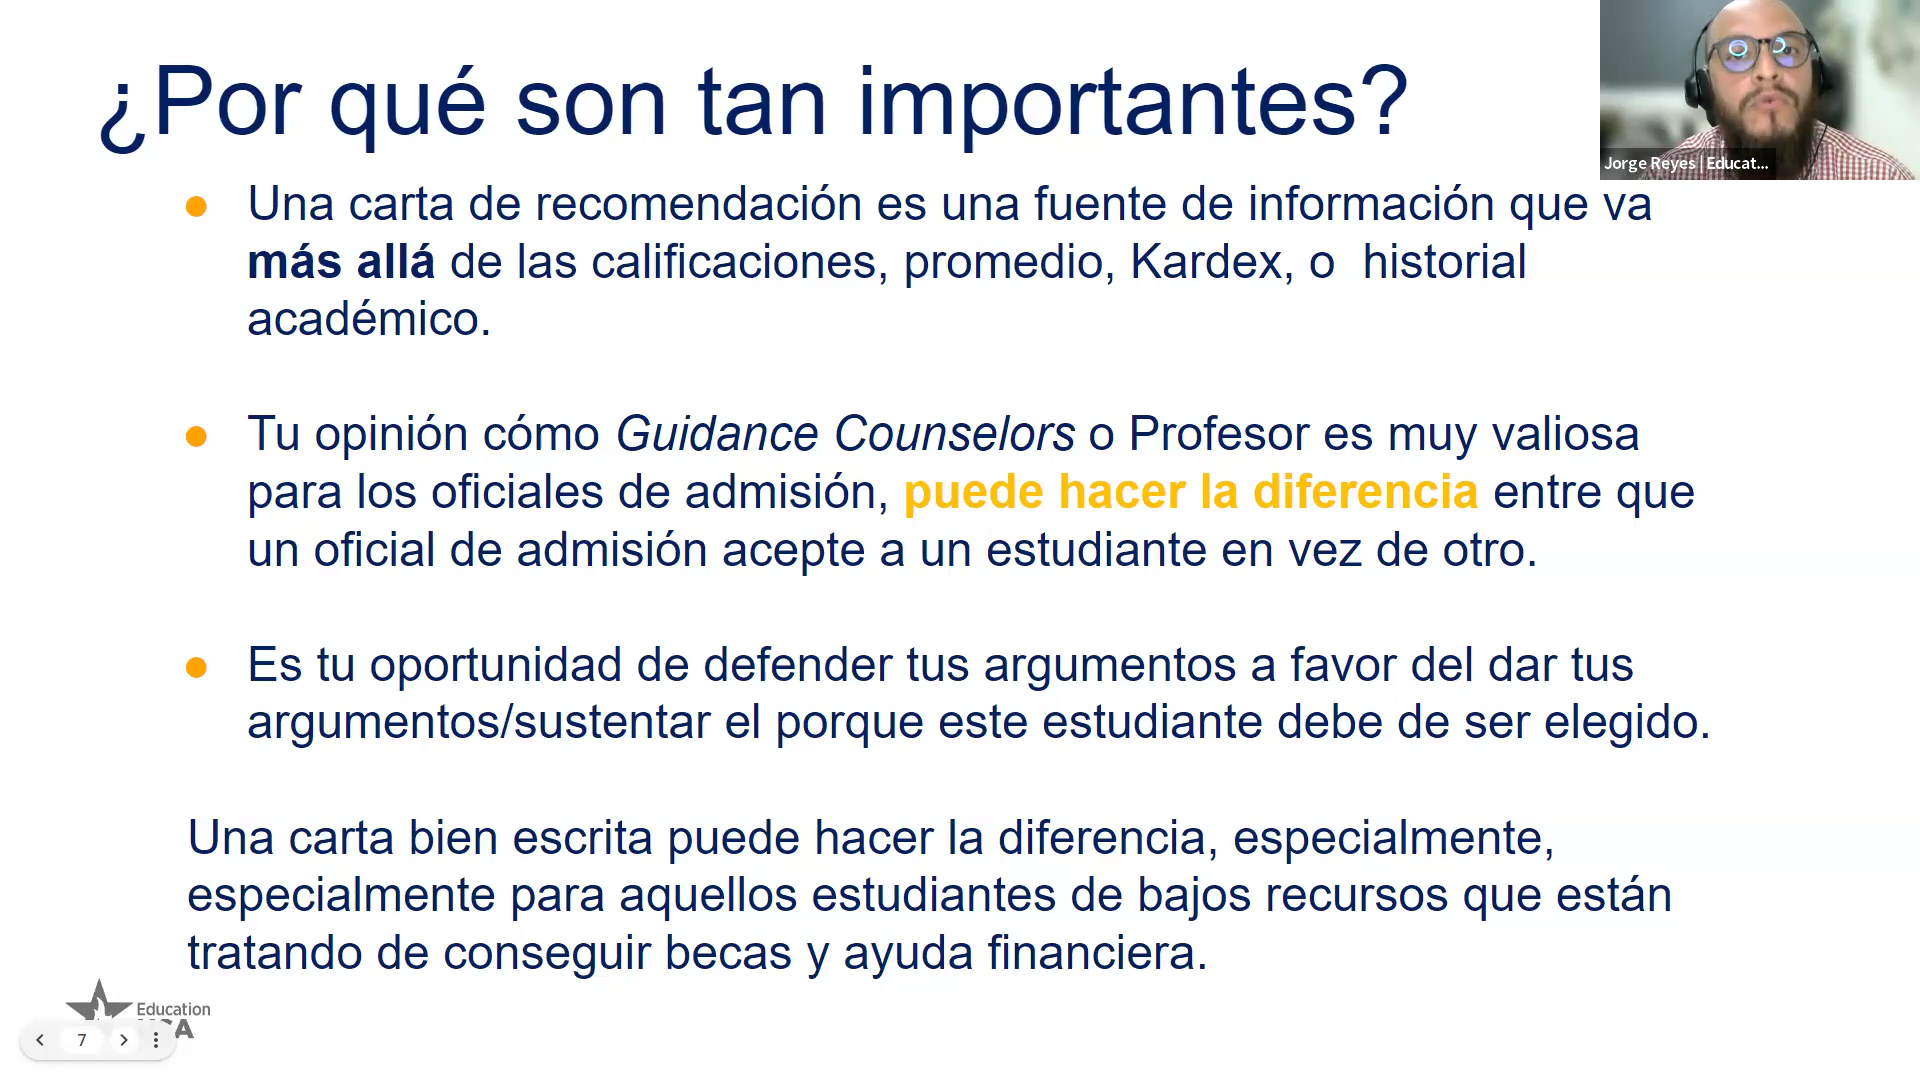 ¿Por qué son tan importantes?
Jorge Reyes | Educat...
Una carta de recomendación es una fuente de información que va
más allá de las calificaciones, promedio, Kardex, o  historial
académico.
Tu opinión cómo Guidance Counselors o Profesor es muy valiosa
para los oficiales de admisión, puede hacer la diferencia entre que
un oficial de admisión acepte a un estudiante en vez de otro.
Es tu oportunidad de defender tus argumentos a favor del dar tus
argumentos/sustentar el porque este estudiante debe de ser elegido.
Una carta bien escrita puede hacer la diferencia, especialmente,
especialmente para aquellos estudiantes de bajos recursos que están
tratando de conseguir becas y ayuda financiera.
Education
7